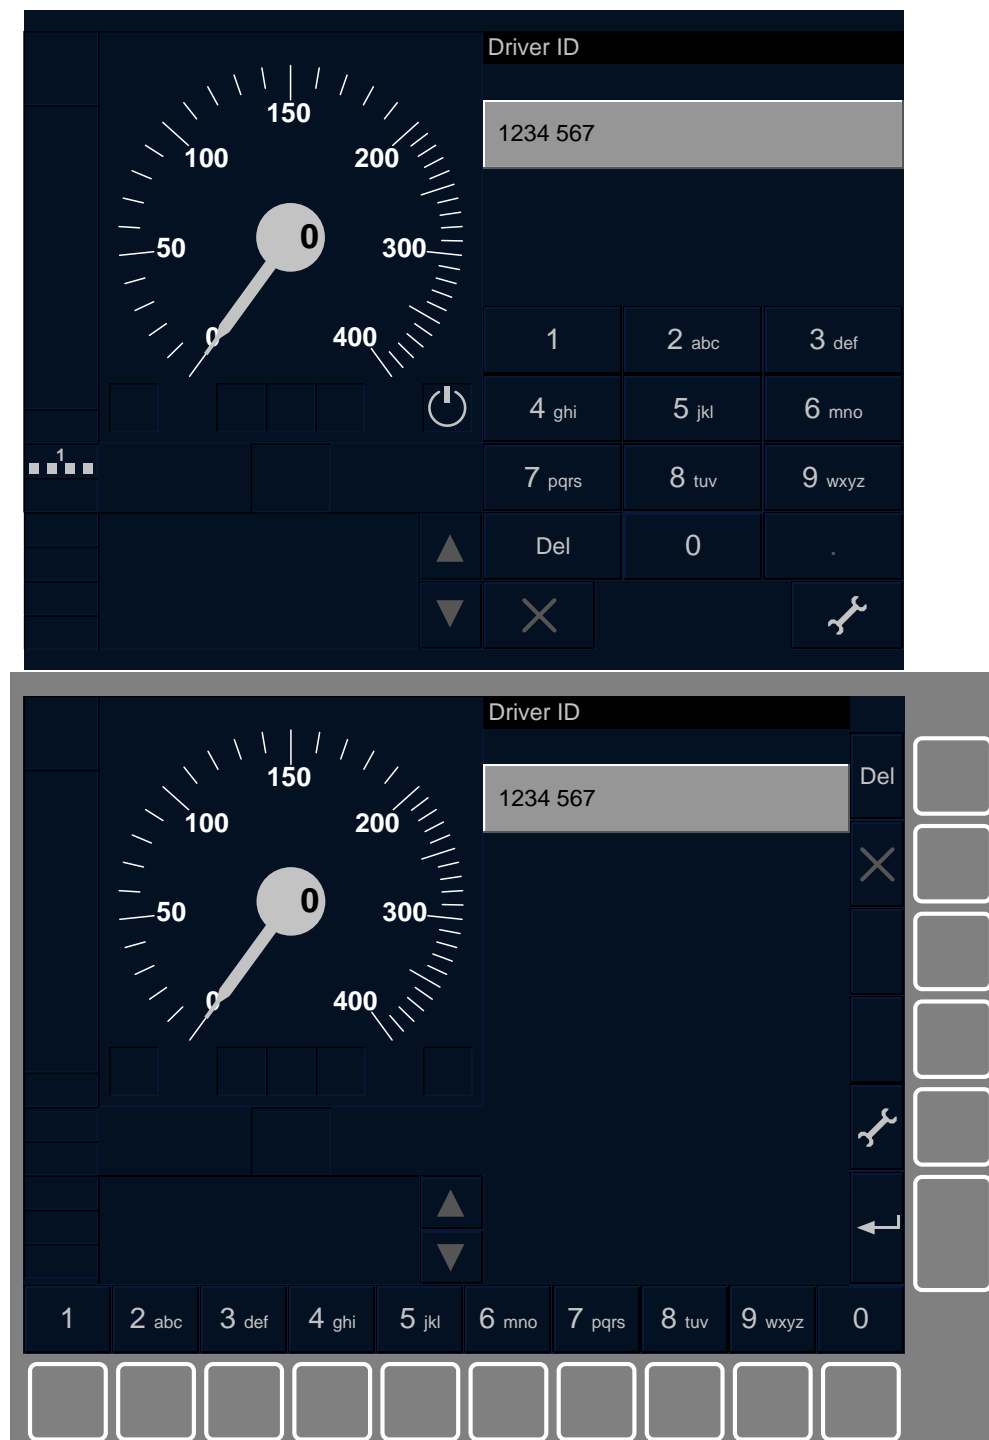 Driver ID
150
1234 567
100
200
50
0
300
0
400
1
2 abc
3 def
4 ghi
5 jkl
6 mno
1
7 pqrs
8 tuv
9 wxyz
Del
0
.
Driver ID
150
Del
1234 567
100
200
50
0
300
0
400
1
2 abc
3 def
4 ghi
5 jkl
6 mno
7 pqrs
8 tuv
9 wxyz
0